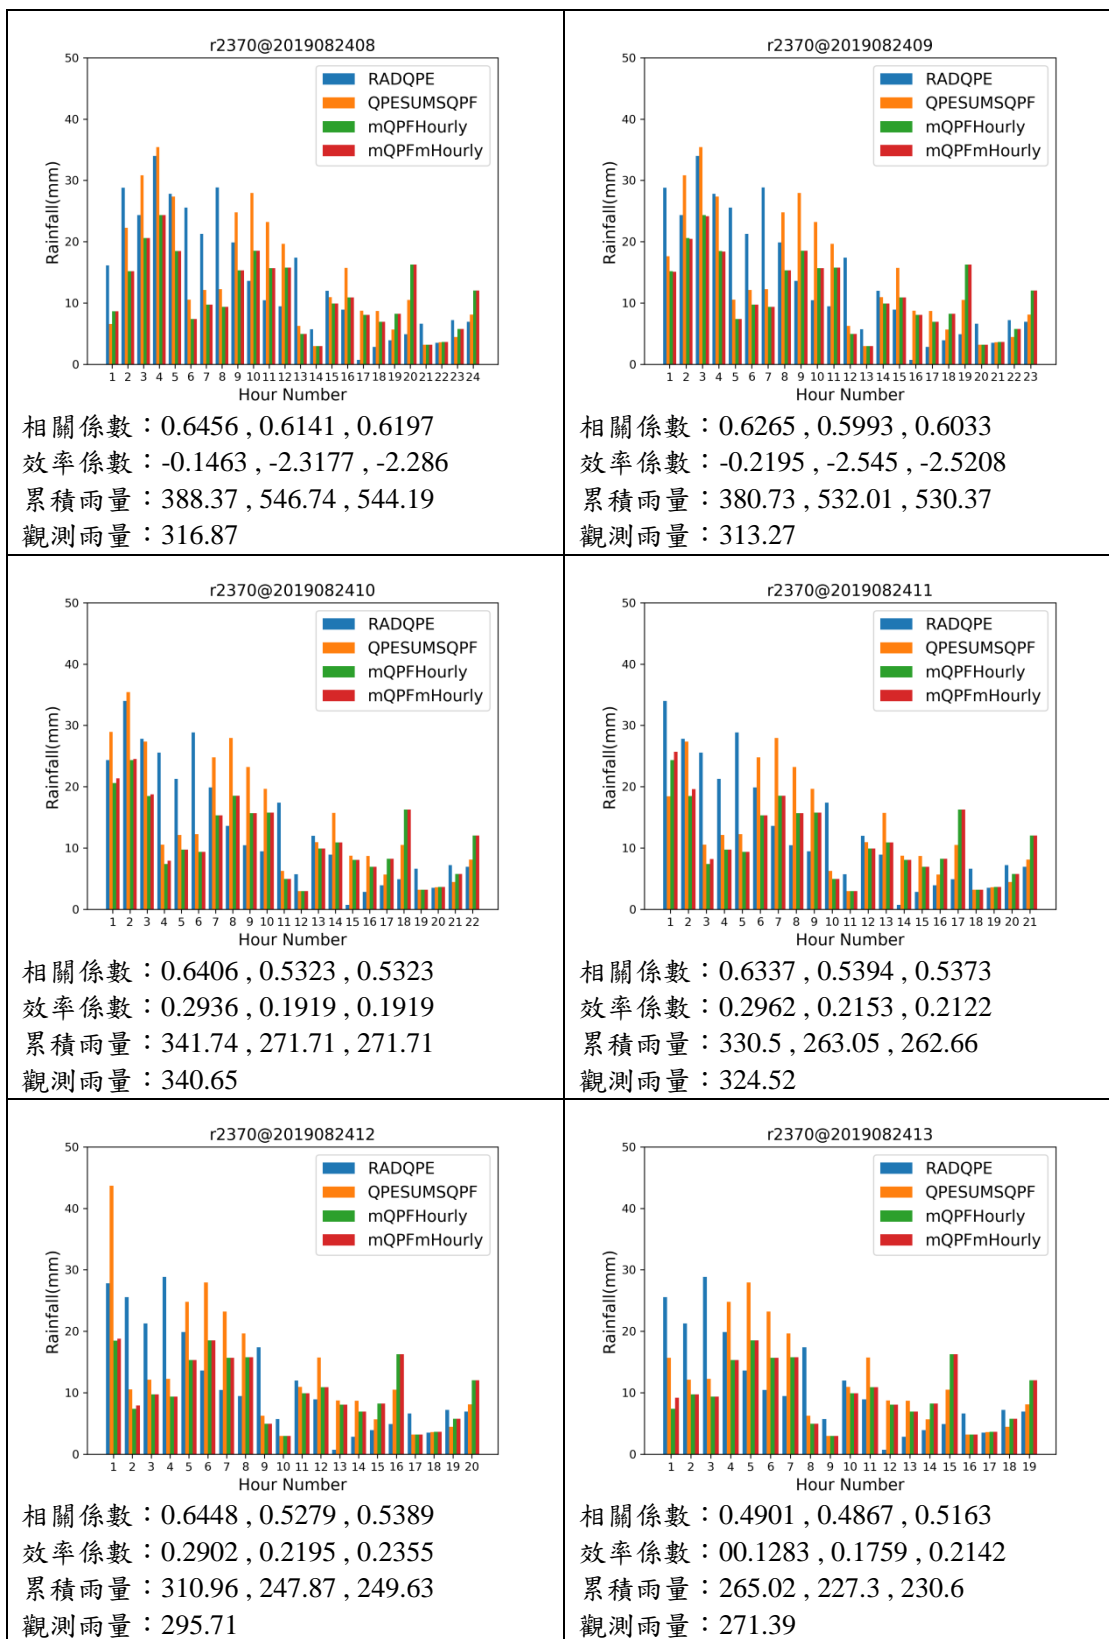 r2370@2019082408
50
40
30
20
10
0
Rainfall(mm)
RADQPE
QPESUMSQPF
mQPFHourly
mQPFmHourly
1 2 3 4 5 6 7 8 9 10 11 12 13 14 15 16 17 18 19 20 21 22 23 24
Hour Number
相關係數：0.6456 , 0.6141 , 0.6197
效率係數：-0.1463 , -2.3177 , -2.286
累積雨量：388.37 , 546.74 , 544.19
觀測雨量：316.87
r2370@2019082409
50
40
30
20
10
0
Rainfall(mm)
RADQPE
QPESUMSQPF
mQPFHourly
mQPFmHourly
1 2 3 4 5 6 7 8 9 10 11 12 13 14 15 16 17 18 19 20 21 22 23
Hour Number
相關係數：0.6265 , 0.5993 , 0.6033
效率係數：-0.2195 , -2.545 , -2.5208
累積雨量：380.73 , 532.01 , 530.37
觀測雨量：313.27
r2370@2019082410
50
40
30
20
10
0
Rainfall(mm)
RADQPE
QPESUMSQPF
mQPFHourly
mQPFmHourly
1 2 3 4 5 6 7 8 9 10 11 12 13 14 15 16 17 18 19 20 21 22
Hour Number
相關係數：0.6406 , 0.5323 , 0.5323
效率係數：0.2936 , 0.1919 , 0.1919
累積雨量：341.74 , 271.71 , 271.71
觀測雨量：340.65
r2370@2019082411
50
40
30
20
10
0
Rainfall(mm)
RADQPE
QPESUMSQPF
mQPFHourly
mQPFmHourly
1 2 3 4 5 6 7 8 9 10 11 12 13 14 15 16 17 18 19 20 21
Hour Number
相關係數：0.6337 , 0.5394 , 0.5373
效率係數：0.2962 , 0.2153 , 0.2122
累積雨量：330.5 , 263.05 , 262.66
觀測雨量：324.52
r2370@2019082412
50
40
30
20
10
0
Rainfall(mm)
RADQPE
QPESUMSQPF
mQPFHourly
mQPFmHourly
1 2 3 4 5 6 7 8 9 10 11 12 13 14 15 16 17 18 19 20
Hour Number
相關係數：0.6448 , 0.5279 , 0.5389
效率係數：0.2902 , 0.2195 , 0.2355
累積雨量：310.96 , 247.87 , 249.63
觀測雨量：295.71
r2370@2019082413
50
40
30
20
10
0
Rainfall(mm)
RADQPE
QPESUMSQPF
mQPFHourly
mQPFmHourly
1 2 3 4 5 6 7 8 9 10 11 12 13 14 15 16 17 18 19
Hour Number
相關係數：0.4901 , 0.4867 , 0.5163
效率係數：00.1283 , 0.1759 , 0.2142
累積雨量：265.02 , 227.3 , 230.6
觀測雨量：271.39